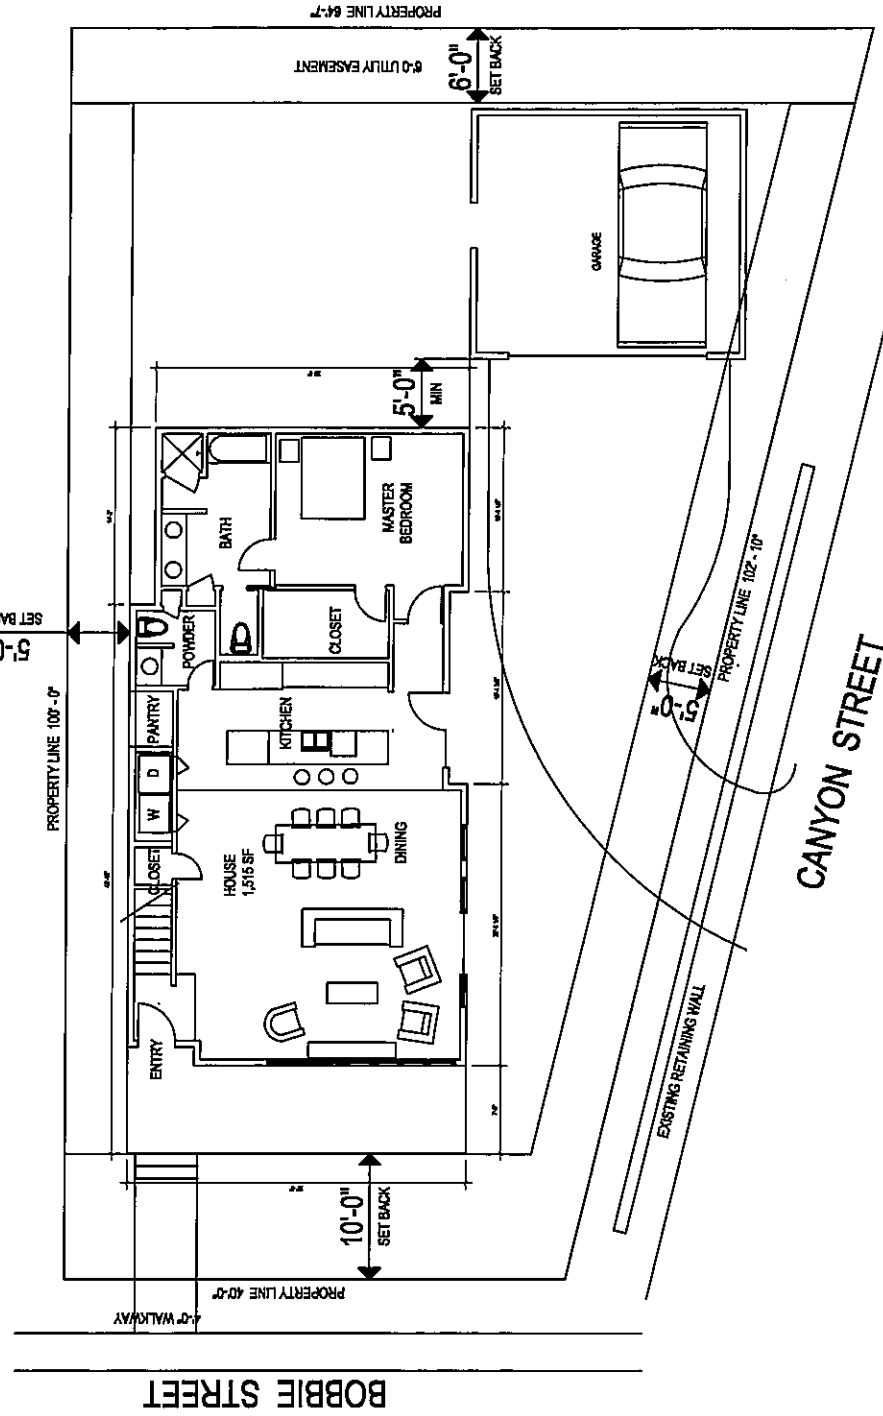 PROPERTY LINE 64'-7"
6'-0 UTILIY EASEMENT
6'-0"
SET BACK
GARAGE
5'-0"
MIN
MASTER
BEDROOM
BATH
CLOSET
POWDER
SET BA
5'-0
PROPERTY LINE 100'-0"
PANTRY
KITCHEN
D
W
CLOSET
HOUSE
1,515 SF
DINING
ENTRY
PROPERTY LINE 102'-10"
SET BACK
5'-0"
CANYON STREET
EXISTING RETAINING WALL
10'-0"
SET BACK
PROPERTY LINE 40'-0"
4'-0" WALKWAY
BOBBIE STREET